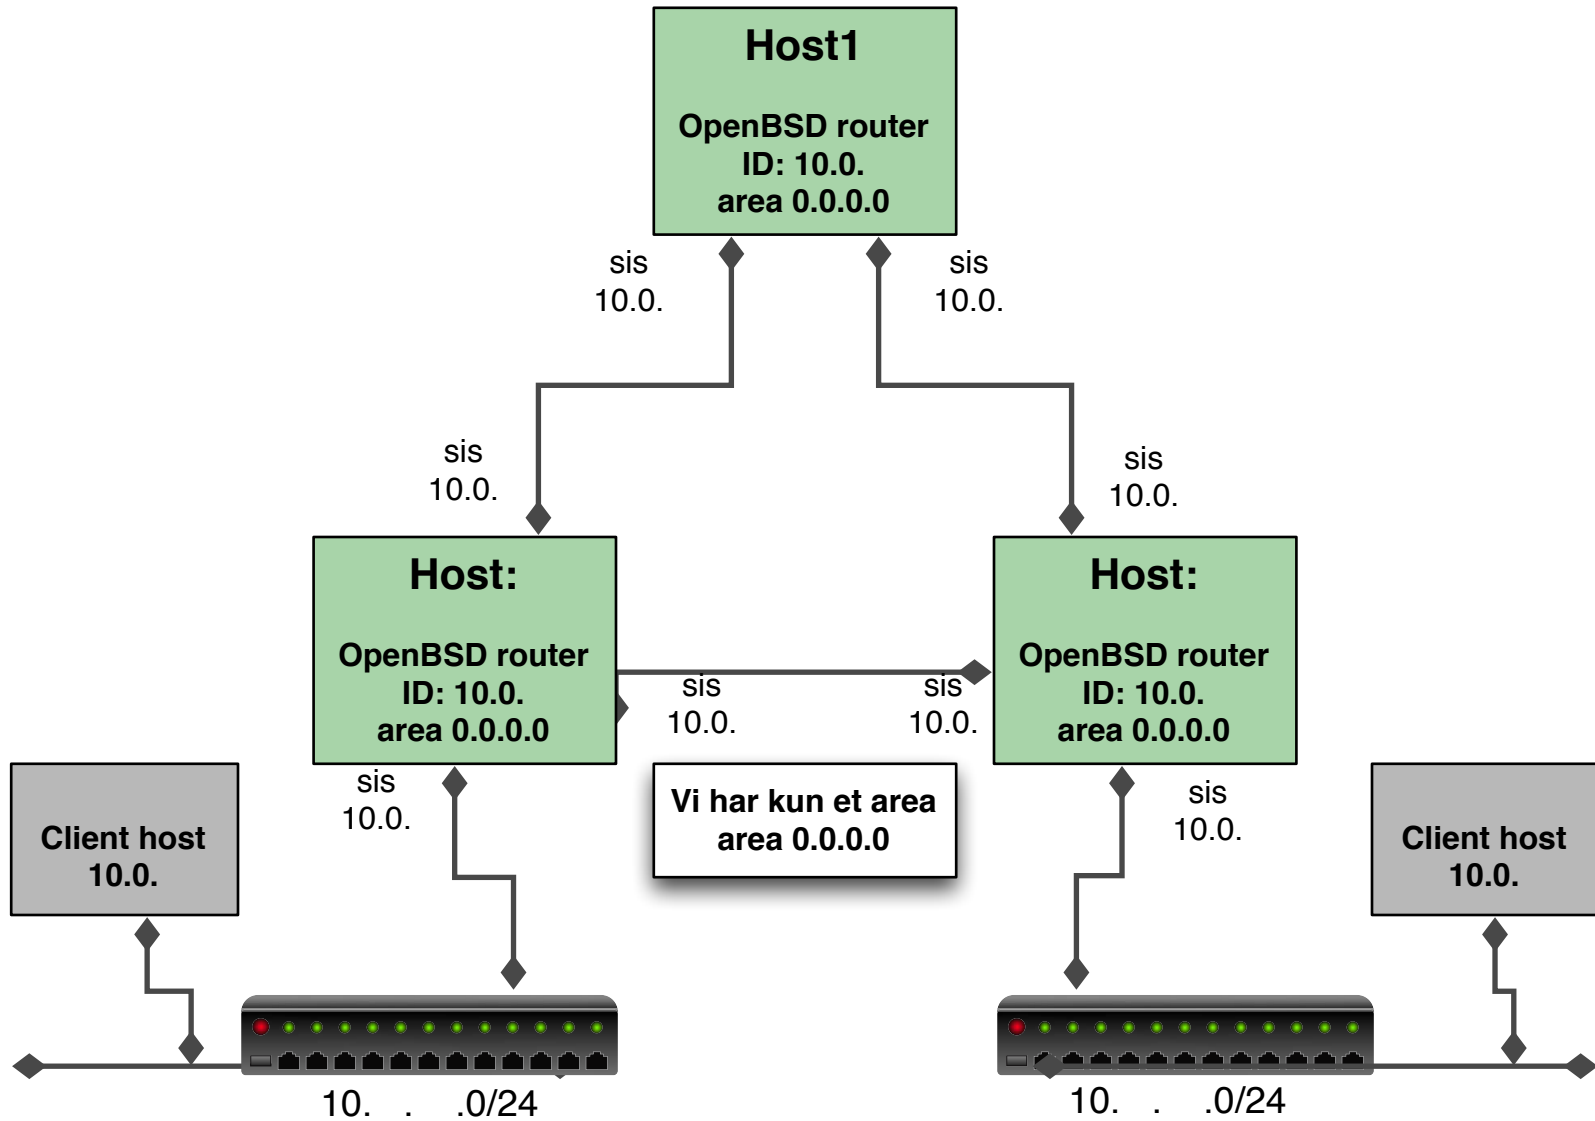 Host1
OpenBSD router
ID: 10.0.
area 0.0.0.0
sis
10.0.
sis
10.0.
sis
10.0.
sis
10.0.
Host:
OpenBSD router
ID: 10.0.
area 0.0.0.0
Host:
OpenBSD router
ID: 10.0.
area 0.0.0.0
sis
10.0.
sis
10.0.
sis
10.0.
Vi har kun et area
area 0.0.0.0
sis
10.0.
Client host
10.0.
Client host
10.0.
10. . .0/24
10. . .0/24